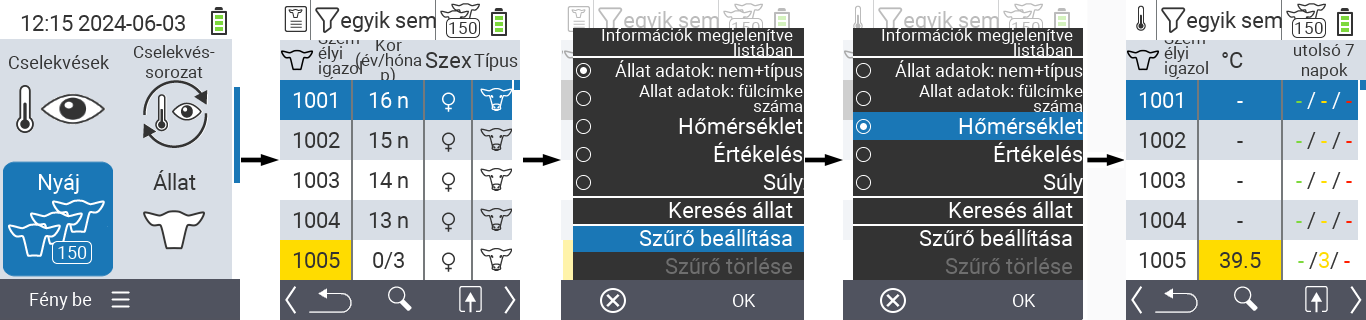 12:15 2024-06-03
Cselekvések
Cselekvés-
sorozat
Nyáj
150
Állat
Fény be
egyik sem
150
Szem
élyi
igazol
Kor
(év/hóna
p)
Szex
Típus
1001 16 n
1002 15 n
1003 14 n
1004 13 n
1005 0/3
Információk megjelenítve
listában
Állat adatok: nem+típus
Állat adatok: fülcímke
száma
Hőmérséklet
Értékelés
Súly
Keresés állat
Szűrő beállítása
Szűrő törlése
OK
Információk megjelenítve
listában
Állat adatok: nem+típus
Állat adatok: fülcímke
száma
Hőmérséklet
Értékelés
Súly
Keresés állat
Szűrő beállítása
Szűrő törlése
OK
egyik sem
150
Szem
élyi
igazol
°C
utolsó 7
napok
1001 - - / - / -
1002 - - / - / -
1003 - - / - / -
1004 - - / - / -
1005 39.5 - /3/ -